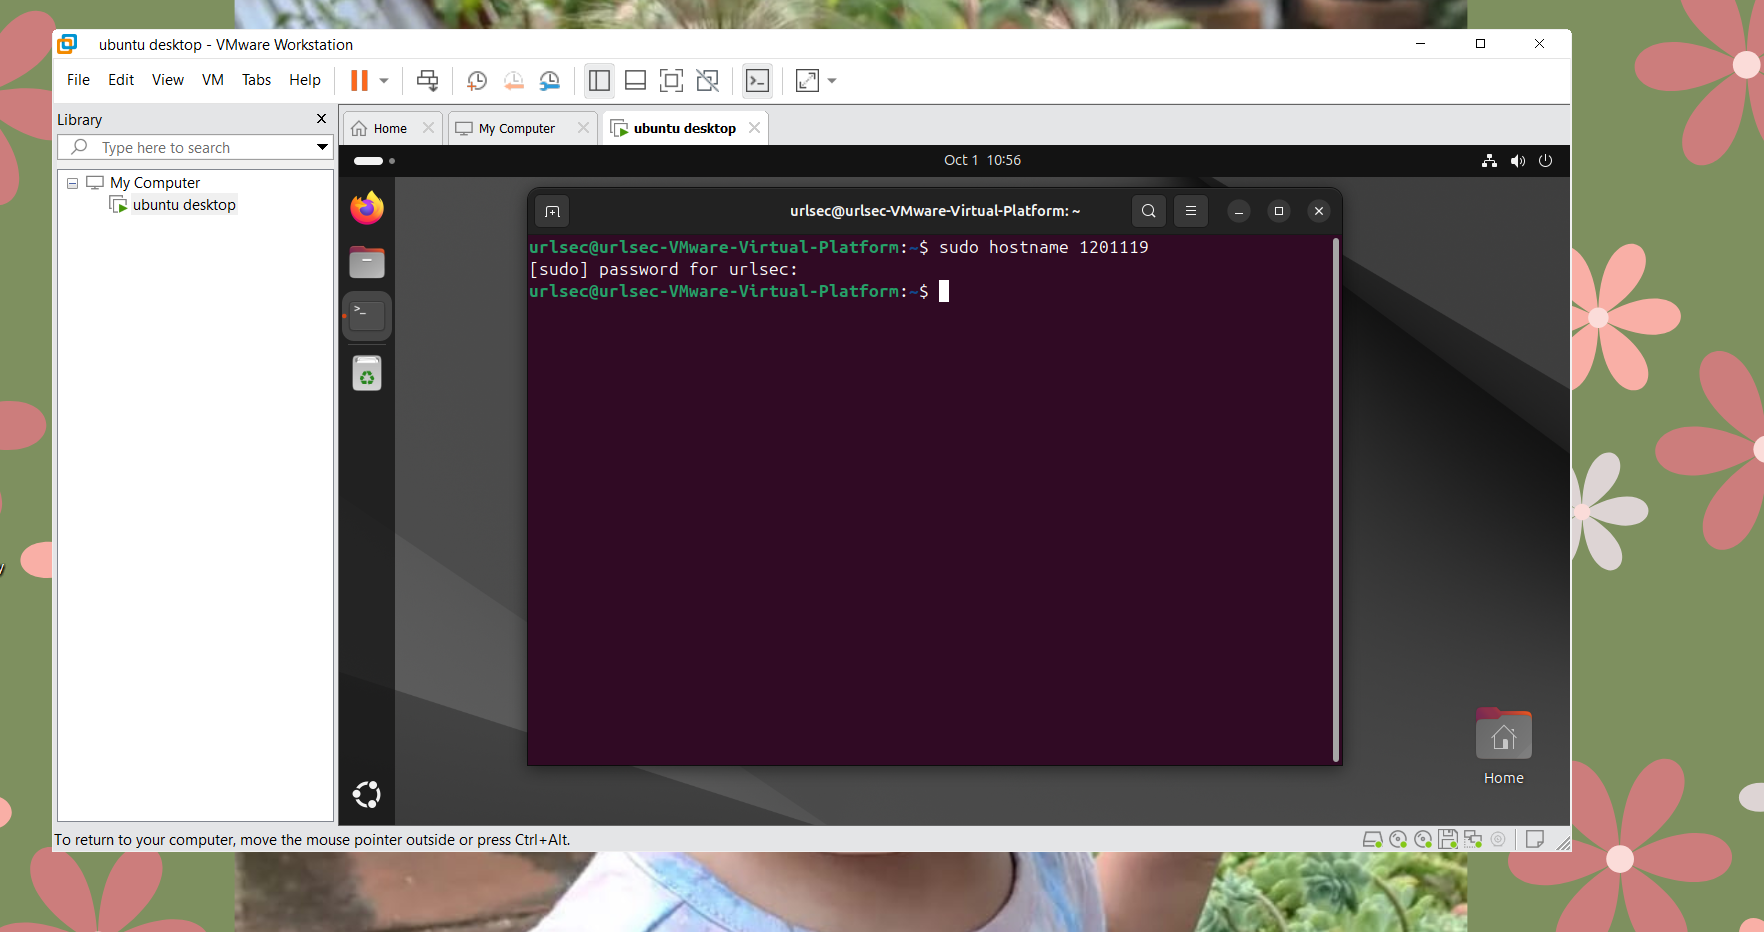 ubuntu desktop - VMware Workstation
File Edit View VM Tabs Help
Library
Type here to search
My Computer
ubuntu desktop
Home
My Computer
ubuntu desktop
Oct 1 10:56
urlsec@urlsec-VMware-Virtual-Platform: ~
urlsec@urlsec-VMware-Virtual-Platform:~$ sudo hostname 1201119
[sudo] password for urlsec:
urlsec@urlsec-VMware-Virtual-Platform:~$
Home
To return to your computer, move the mouse pointer outside or press Ctrl+Alt.